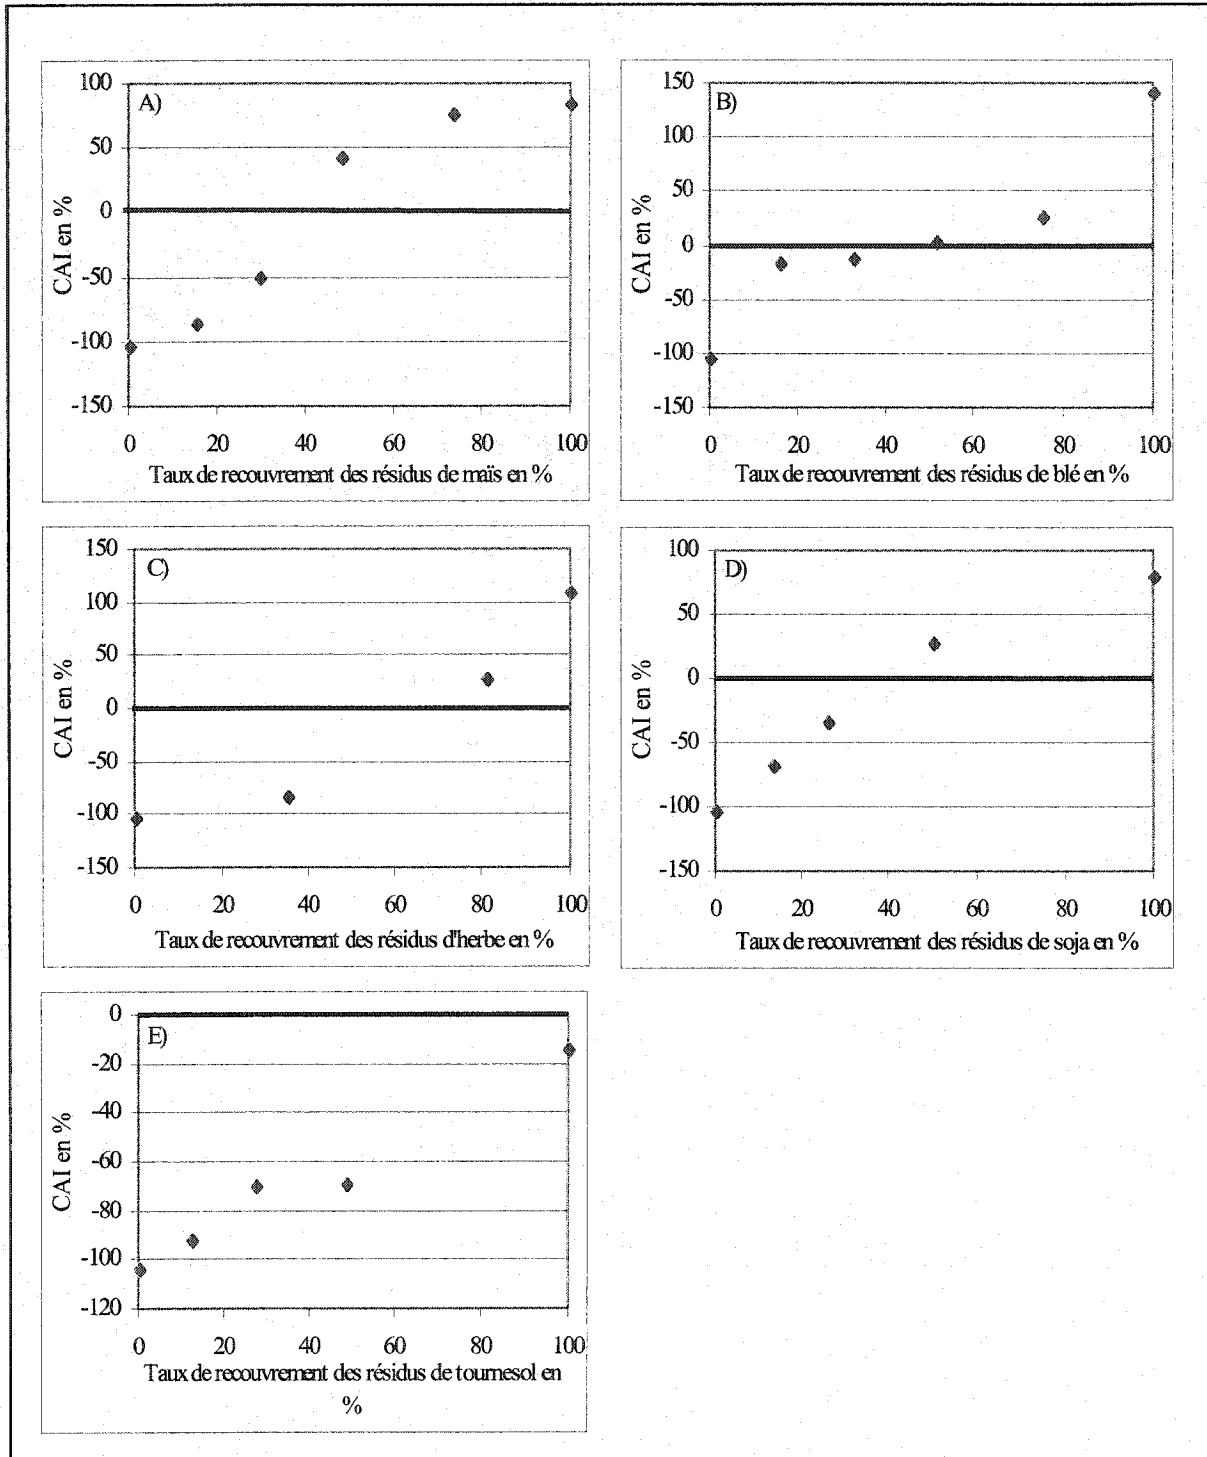 A)
100
50
0
-50
-100
-150
CAI en %
0 20 40 60 80 100
Taux de recouvrement des résidus de maïs en %
B)
150
100
50
0
-50
-100
-150
CAI en %
0 20 40 60 80 100
Taux de recouvrement des résidus de blé en %
C)
150
100
50
0
-50
-100
-150
CAI en %
0 20 40 60 80 100
Taux de recouvrement des résidus d'herbe en %
D)
100
50
0
-50
-100
-150
CAI en %
0 20 40 60 80 100
Taux de recouvrement des résidus de soja en %
E)
0
-20
-40
-60
-80
-100
-120
CAI en %
0 20 40 60 80 100
Taux de recouvrement des résidus de tournesol en
%